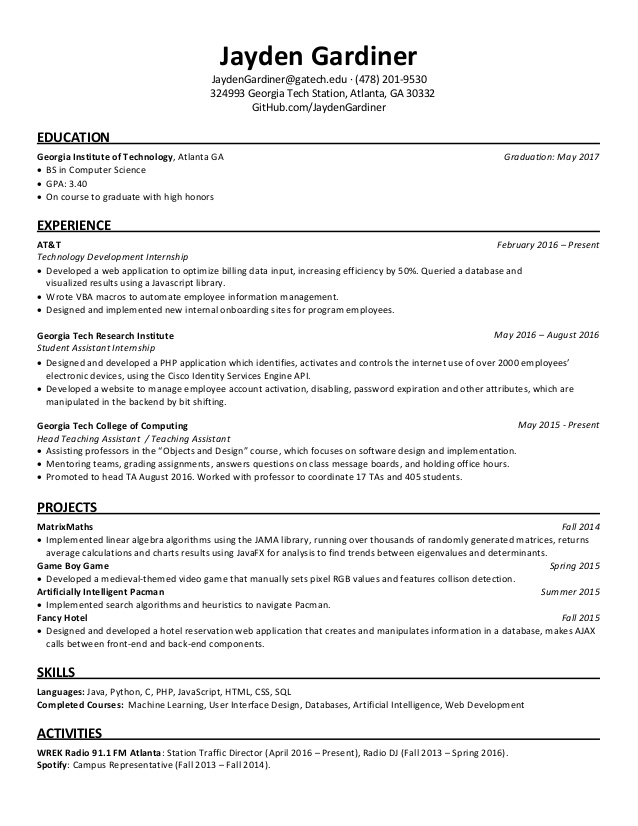 Jayden Gardiner
JaydenGardiner@gatech.edu · (478) 201-9530
324993 Georgia Tech Station, Atlanta, GA 30332
GitHub.com/JaydenGardiner
EDUCATION
Georgia Institute of Technology, Atlanta GA Graduation: May 2017
• BS in Computer Science
• GPA: 3.40
• On course to graduate with high honors
EXPERIENCE
AT&T February 2016 – Present
Technology Development Internship
• Developed a web application to optimize billing data input, increasing efficiency by 50%. Queried a database and
visualized results using a Javascript library.
• Wrote VBA macros to automate employee information management.
• Designed and implemented new internal onboarding sites for program employees.
Georgia Tech Research Institute May 2016 – August 2016
Student Assistant Internship
• Designed and developed a PHP application which identifies, activates and controls the internet use of over 2000 employees’
electronic devices, using the Cisco Identity Services Engine API.
• Developed a website to manage employee account activation, disabling, password expiration and other attributes, which are
manipulated in the backend by bit shifting.
Georgia Tech College of Computing May 2015 - Present
Head Teaching Assistant / Teaching Assistant
• Assisting professors in the “Objects and Design” course, which focuses on software design and implementation.
• Mentoring teams, grading assignments, answers questions on class message boards, and holding office hours.
• Promoted to head TA August 2016. Worked with professor to coordinate 17 TAs and 405 students.
PROJECTS
MatrixMaths Fall 2014
• Implemented linear algebra algorithms using the JAMA library, running over thousands of randomly generated matrices, returns
average calculations and charts results using JavaFX for analysis to find trends between eigenvalues and determinants.
Game Boy Game Spring 2015
• Developed a medieval-themed video game that manually sets pixel RGB values and features collison detection.
Artificially Intelligent Pacman Summer 2015
• Implemented search algorithms and heuristics to navigate Pacman.
Fancy Hotel Fall 2015
• Designed and developed a hotel reservation web application that creates and manipulates information in a database, makes AJAX
calls between front-end and back-end components.
SKILLS
Languages: Java, Python, C, PHP, JavaScript, HTML, CSS, SQL
Completed Courses: Machine Learning, User Interface Design, Databases, Artificial Intelligence, Web Development
ACTIVITIES
WREK Radio 91.1 FM Atlanta: Station Traffic Director (April 2016 – Present), Radio DJ (Fall 2013 – Spring 2016).
Spotify: Campus Representative (Fall 2013 – Fall 2014).